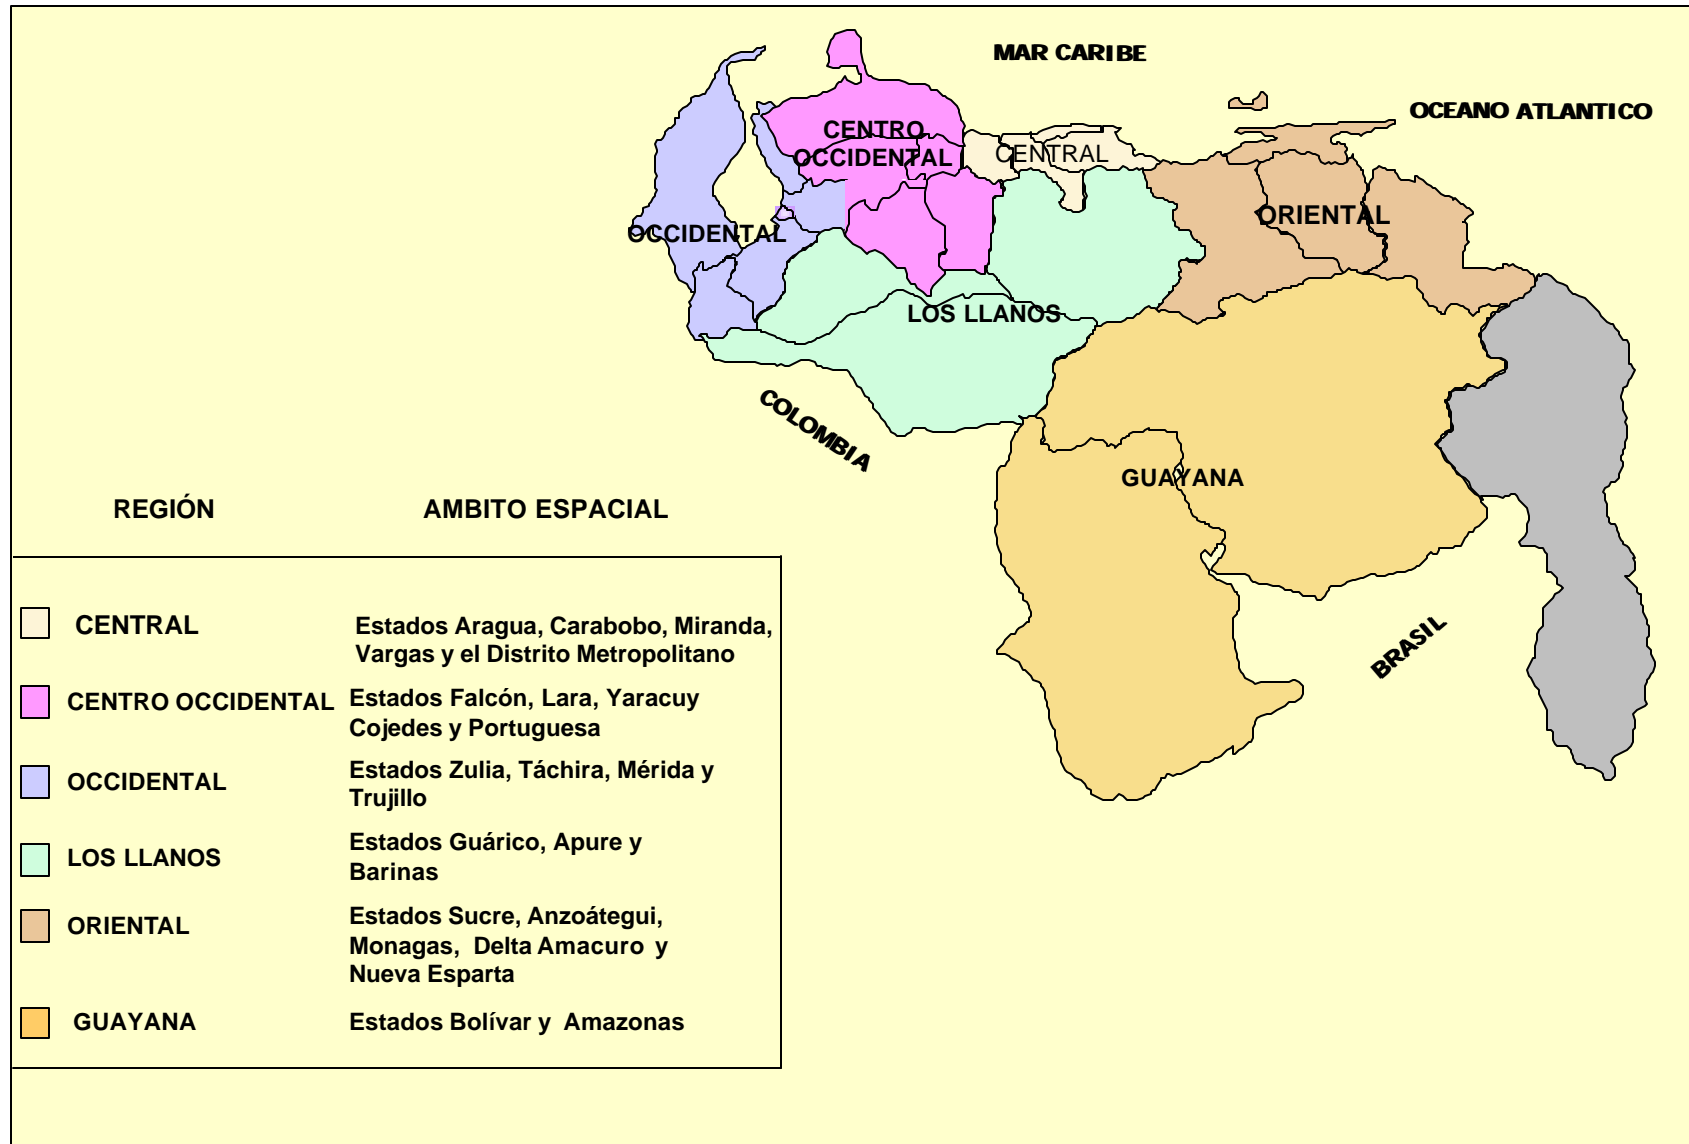 MAR CARIBE
OCEANO ATLANTICO
CENTRO
OCCIDENTAL
CENTRAL
OCCIDENTAL
ORIENTAL
LOS LLANOS
COLOMBIA
GUAYANA
BRASIL
REGIÓN AMBITO ESPACIAL
CENTRAL Estados Aragua, Carabobo, Miranda,
Vargas y el Distrito Metropolitano
CENTRO OCCIDENTAL Estados Falcón, Lara, Yaracuy
Cojedes y Portuguesa
OCCIDENTAL Estados Zulia, Táchira, Mérida y
Trujillo
LOS LLANOS Estados Guárico, Apure y
Barinas
ORIENTAL Estados Sucre, Anzoátegui,
Monagas, Delta Amacuro y
Nueva Esparta
GUAYANA Estados Bolívar y Amazonas